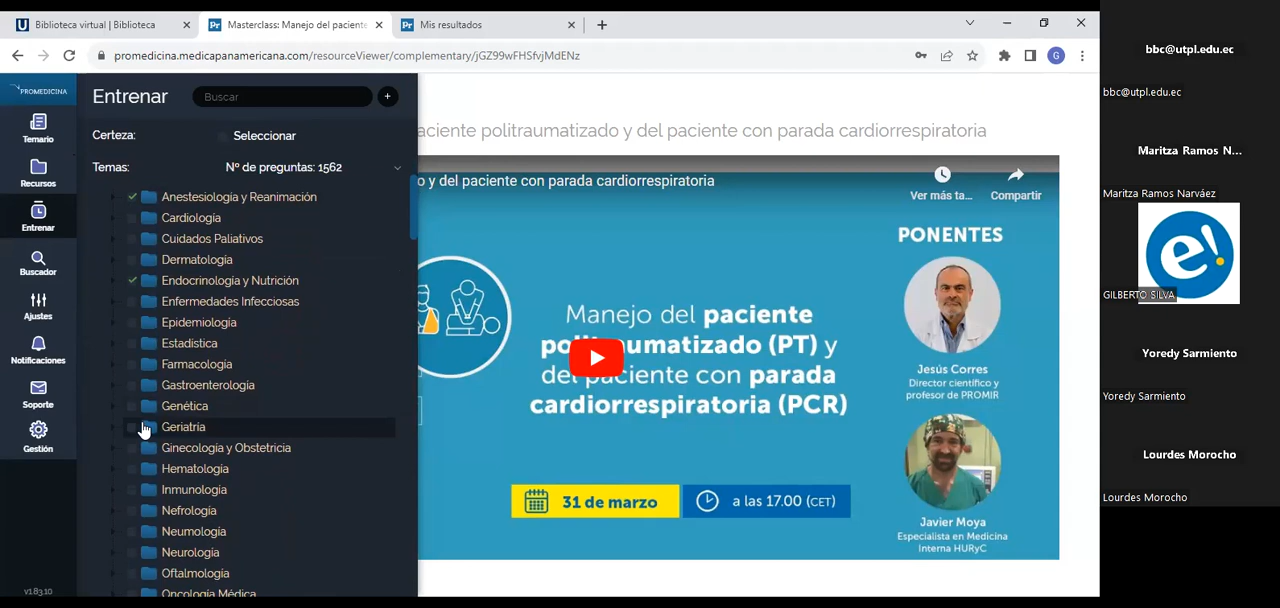 Biblioteca virtual | Biblioteca
Masterclass: Manejo del paciente
Mis resultados
promedicina.medicapanamericana.com/resourceViewer/complementary/jGZ99wFHSfvjMdENz
G
PROMEDICINA
Temario
Recursos
Entrenar
Buscador
Ajustes
Notificaciones
Soporte
Gestión
v1.83.10
Entrenar
Buscar
+
Certeza:
Seleccionar
Temas:
Nº de preguntas: 1562
Anestesiología y Reanimación
Cardiología
Cuidados Paliativos
Dermatología
Endocrinología y Nutrición
Enfermedades Infecciosas
Epidemiología
Estadística
Farmacología
Gastroenterología
Genética
Geriatría
Ginecología y Obstetricia
Hematología
Inmunología
Nefrología
Neumología
Neurología
Oftalmología
Oncología Médica
aciente politraumatizado y del paciente con parada cardiorrespiratoria
o y del paciente con parada cardiorrespiratoria
Ver más ta...
Compartir
Manejo del paciente
politraumatizado (PT) y
del paciente con parada
cardiorrespiratoria (PCR)
31 de marzo
a las 17.00 (CET)
PONENTES
Jesús Corres
Director científico y
profesor de PROMIR
Javier Moya
Especialista en Medicina
Interna HURyC
bbc@utpl.edu.ec
bbc@utpl.edu.ec
Maritza Ramos N...
Maritza Ramos Narváez
e!
GILBERTO SILVA
Yoredy Sarmiento
Yoredy Sarmiento
Lourdes Morocho
Lourdes Morocho